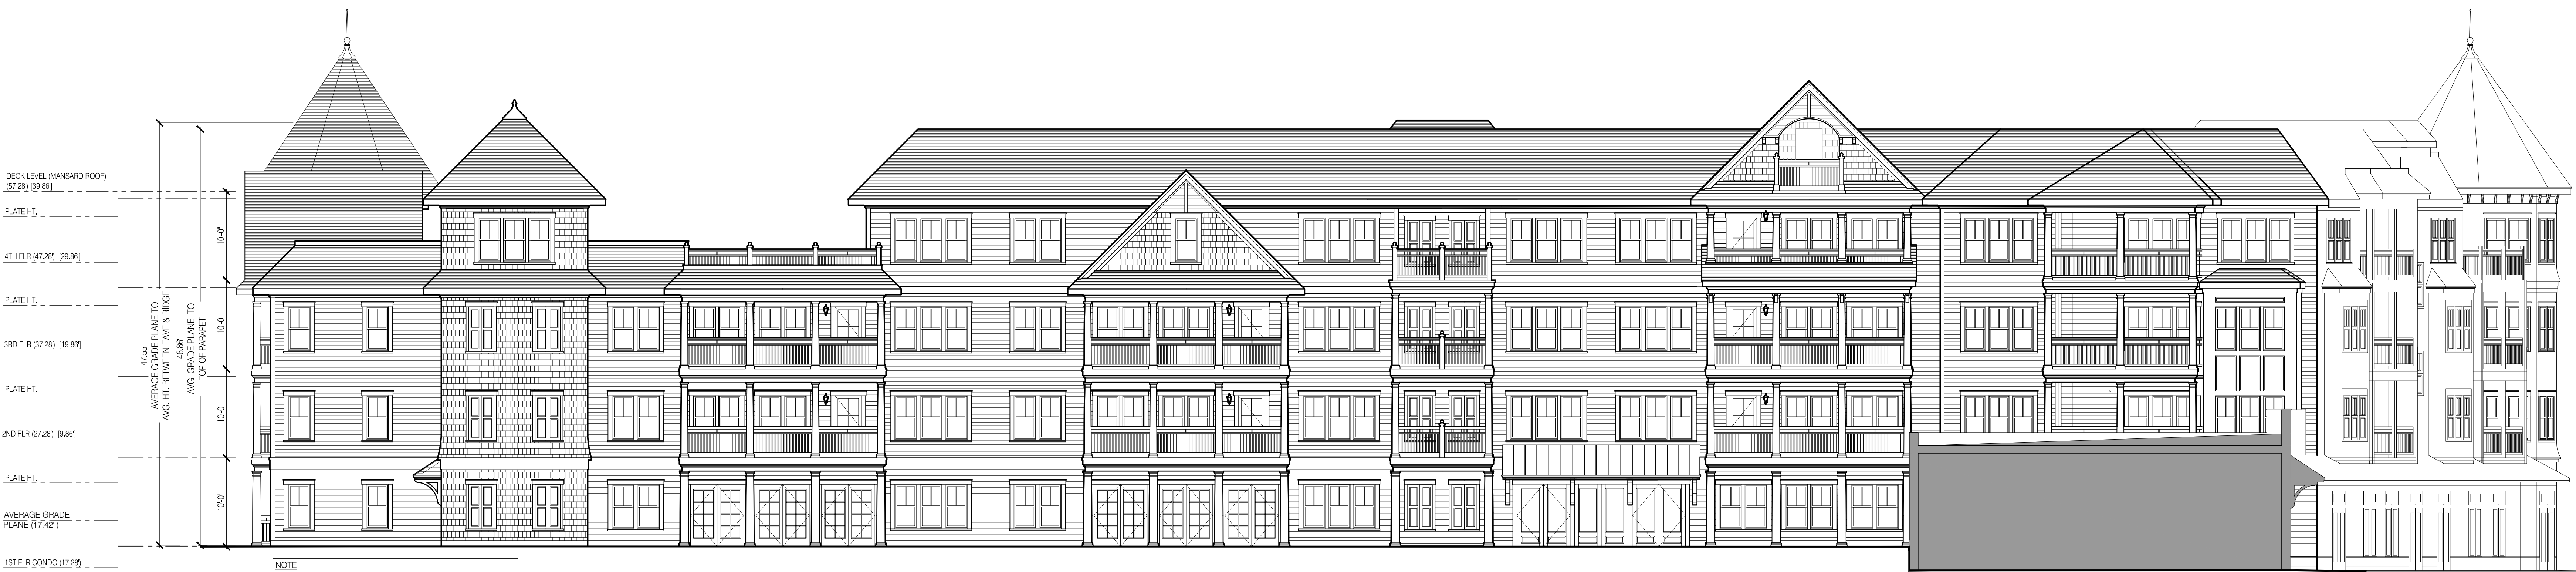 DECK LEVEL (MANSARD ROOF)
(57.28') [39.86']
PLATE HT.
4TH FLR (47.28') [29.86']
PLATE HT.
3RD FLR (37.28') [19.86']
PLATE HT.
2ND FLR (27.28') [9.86']
PLATE HT.
AVERAGE GRADE
PLANE (17.42' )
1ST FLR CONDO (17.28')
47.55'
AVERAGE GRADE PLANE TO
AVG. HT. BETWEEN EAVE & RIDGE
46.86'
AVG. GRADE PLANE TO
TOP OF PARAPET
10'-0"
10'-0"
10'-0"
10'-0"
NOTE